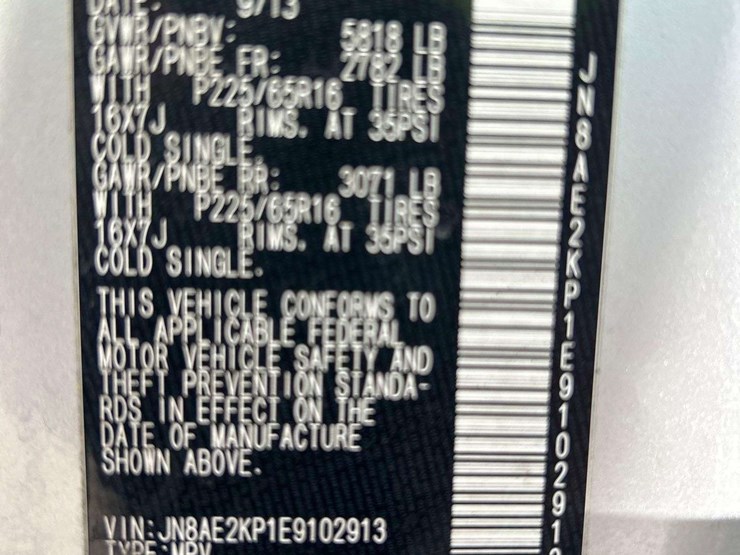 DATE: 9/13
GVWR/PNBV: 5818 LB
GAWR/PNBE FR: 2782 LB
WITH P225/65R16 TIRES
16X7J RIMS. AT 35PSI
COLD SINGLE.
GAWR/PNBE RR: 3071 LB
WITH P225/65R16 TIRES
16X7J RIMS. AT 35PSI
COLD SINGLE.
THIS VEHICLE CONFORMS TO
ALL APPLICABLE FEDERAL
MOTOR VEHICLE SAFETY AND
THEFT PREVENTION STANDA-
RDS IN EFFECT ON THE
DATE OF MANUFACTURE
SHOWN ABOVE.
VIN:JN8AE2KP1E9102913
TYPE:MPV
JN8AE2KP1E910291